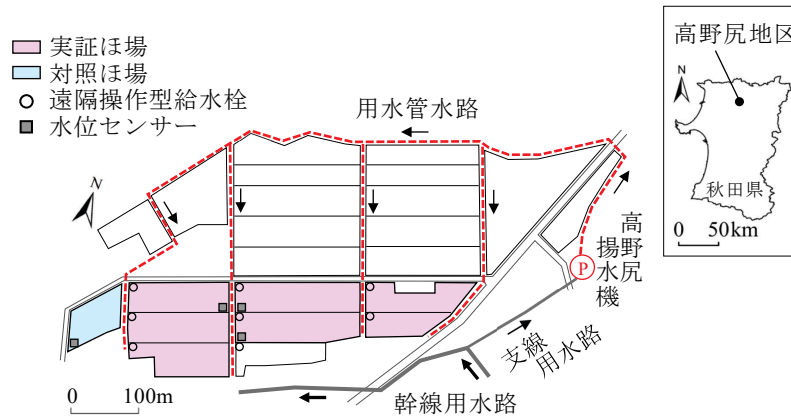 実証ほ場
対照ほ場
遠隔操作型給水栓
水位センサー
用水管水路
N
高野尻
揚水機
P
支線
用水路
幹線用水路
0 100m
高野尻地区
N
秋田県
0 50km